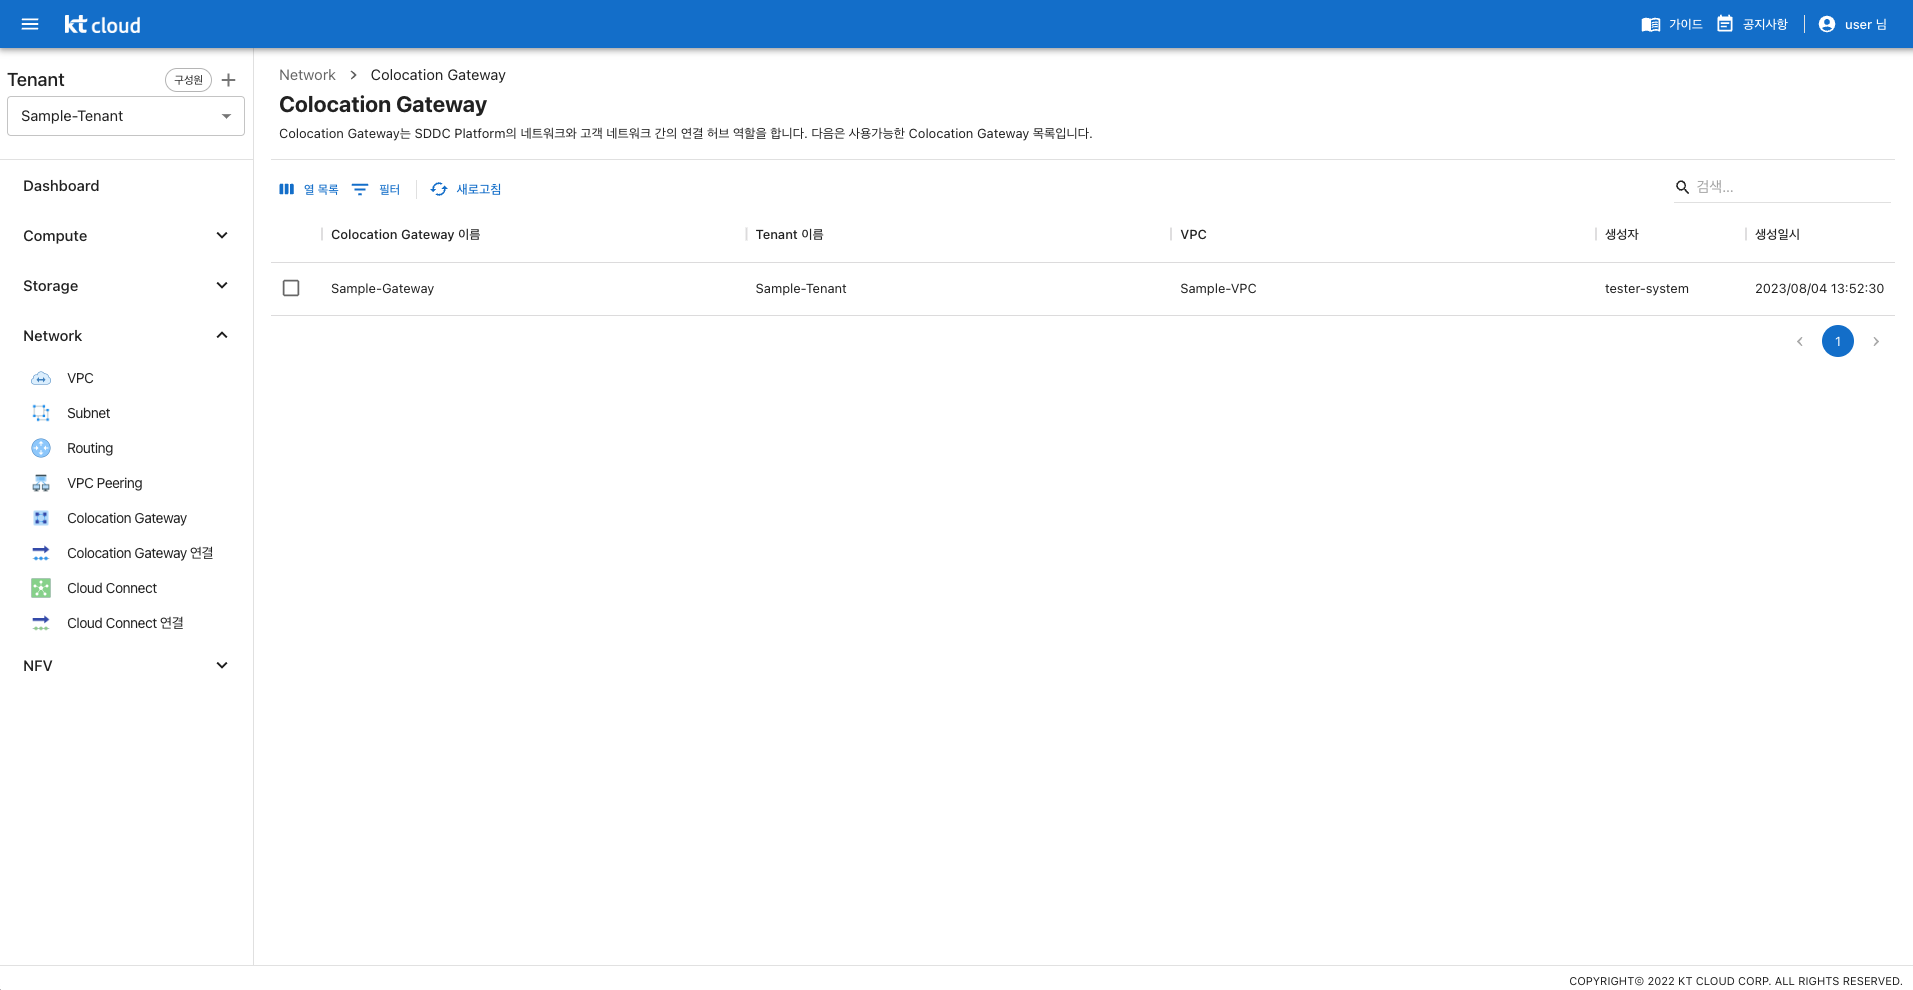 kt cloud
가이드 공지사항 user 님
Tenant 구성원
Sample-Tenant
Dashboard
Compute
Storage
Network
VPC
Subnet
Routing
VPC Peering
Colocation Gateway
Colocation Gateway 연결
Cloud Connect
Cloud Connect 연결
NFV
Network > Colocation Gateway
Colocation Gateway
Colocation Gateway는 SDDC Platform의 네트워크와 고객 네트워크 간의 연결 허브 역할을 합니다. 다음은 사용가능한 Colocation Gateway 목록입니다.
열 목록 필터 새로고침 검색...
Colocation Gateway 이름 Tenant 이름 VPC 생성자 생성일시
Sample-Gateway Sample-Tenant Sample-VPC tester-system 2023/08/04 13:52:30
1
COPYRIGHT© 2022 KT CLOUD CORP. ALL RIGHTS RESERVED.